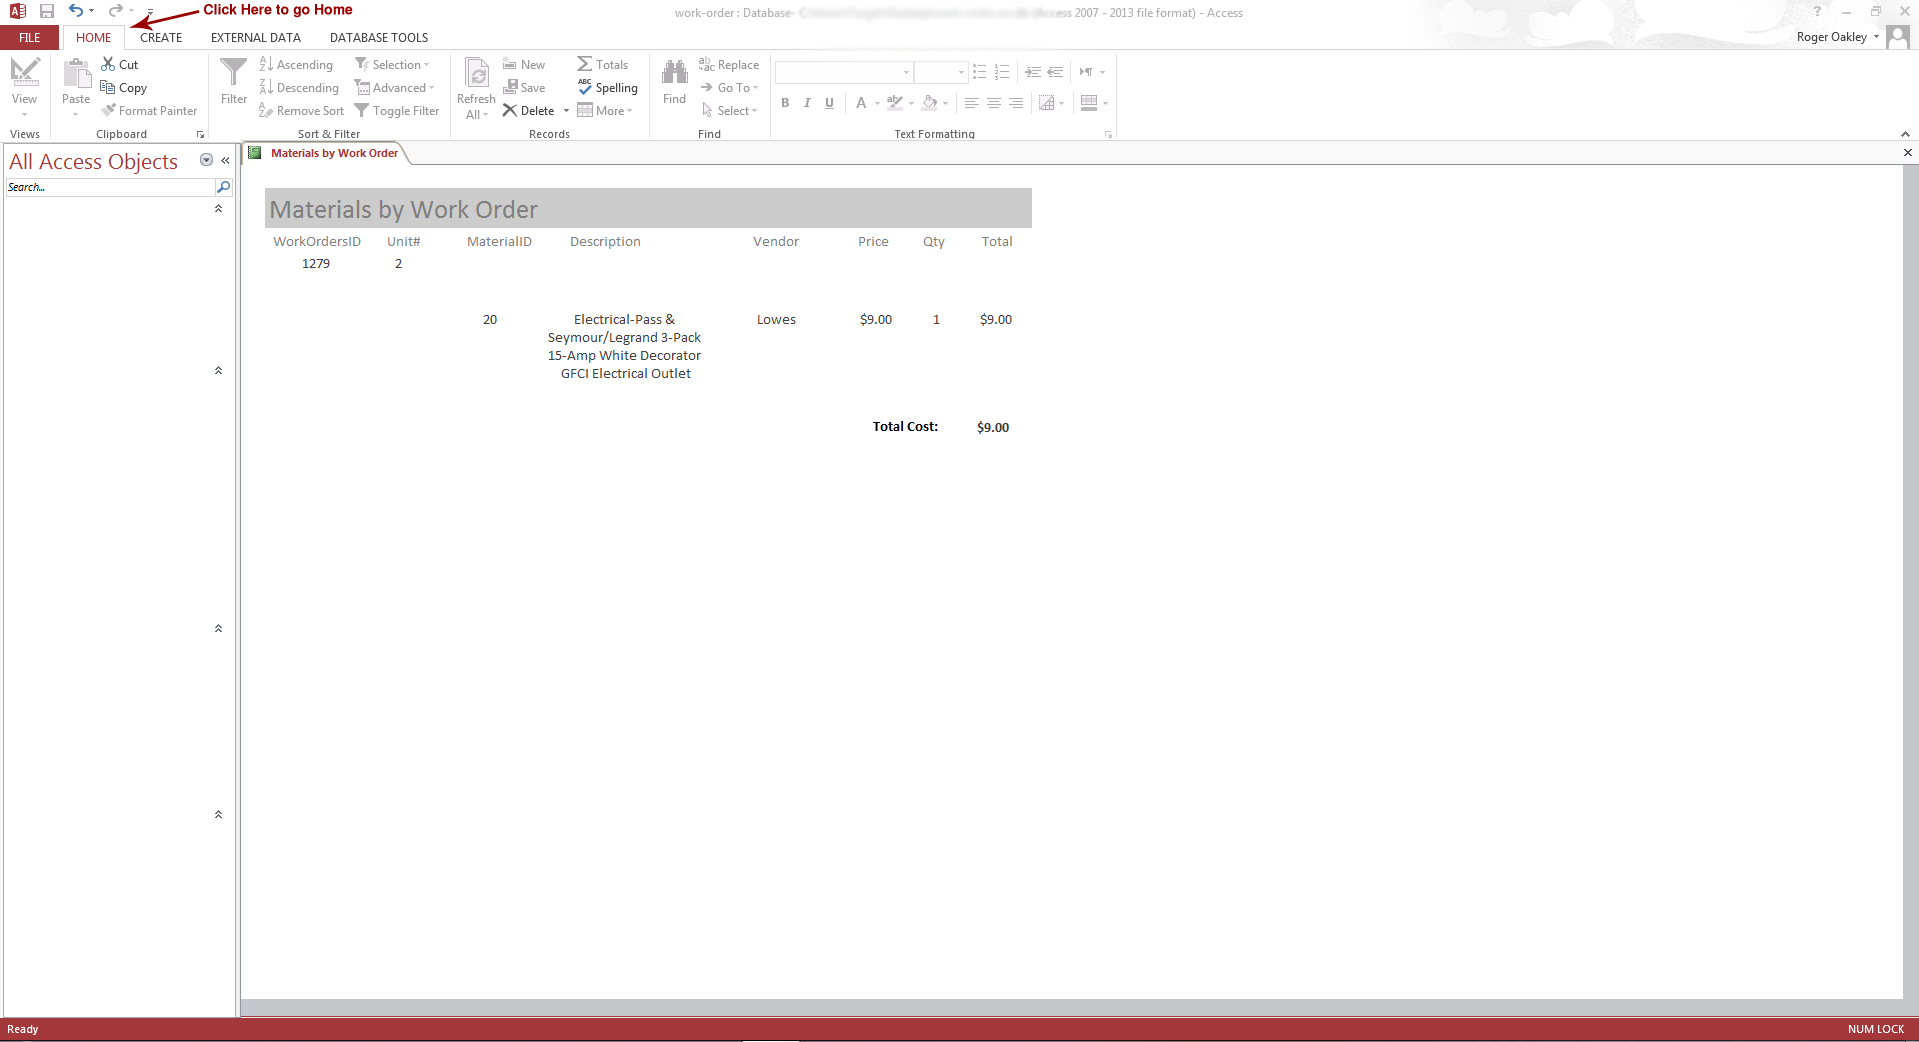 Click Here to go Home
work-order : Database- (Access 2007 - 2013 file format) - Access
FILE HOME CREATE EXTERNAL DATA DATABASE TOOLS
Roger Oakley
View
Views
Paste
Cut
Copy
Format Painter
Clipboard
Filter
Ascending
Descending
Remove Sort
Selection
Advanced
Toggle Filter
Sort & Filter
Refresh
All
New
Save
Delete
Totals
Spelling
More
Records
Find
Replace
Go To
Select
Find
B I U A
Text Formatting
All Access Objects
Search...
Materials by Work Order
Materials by Work Order
WorkOrdersID Unit# MaterialID Description Vendor Price Qty Total
1279 2
20 Electrical-Pass & Lowes $9.00 1 $9.00
Seymour/Legrand 3-Pack
15-Amp White Decorator
GFCI Electrical Outlet
Total Cost: $9.00
Ready
NUM LOCK